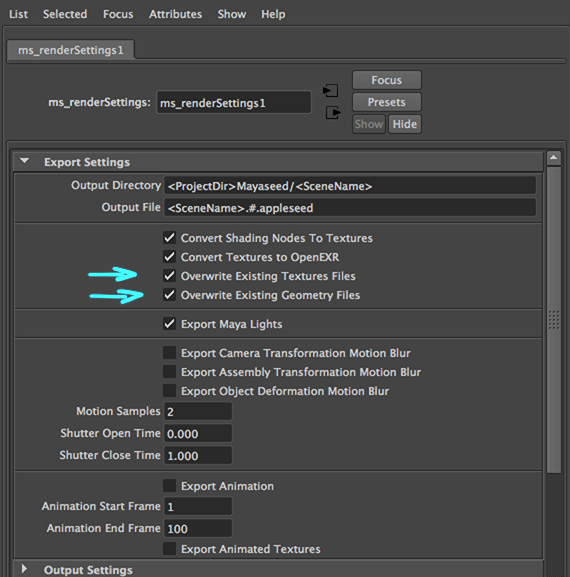 List Selected Focus Attributes Show Help
ms_renderSettings1
Focus
ms_renderSettings: ms_renderSettings1
Presets
Show Hide
Export Settings
Output Directory <ProjectDir>Mayaseed/<SceneName>
Output File <SceneName>.#.appleseed
Convert Shading Nodes To Textures
Convert Textures to OpenEXR
Overwrite Existing Textures Files
Overwrite Existing Geometry Files
Export Maya Lights
Export Camera Transformation Motion Blur
Export Assembly Transformation Motion Blur
Export Object Deformation Motion Blur
Motion Samples 2
Shutter Open Time 0.000
Shutter Close Time 1.000
Export Animation
Animation Start Frame 1
Animation End Frame 100
Export Animated Textures
Output Settings